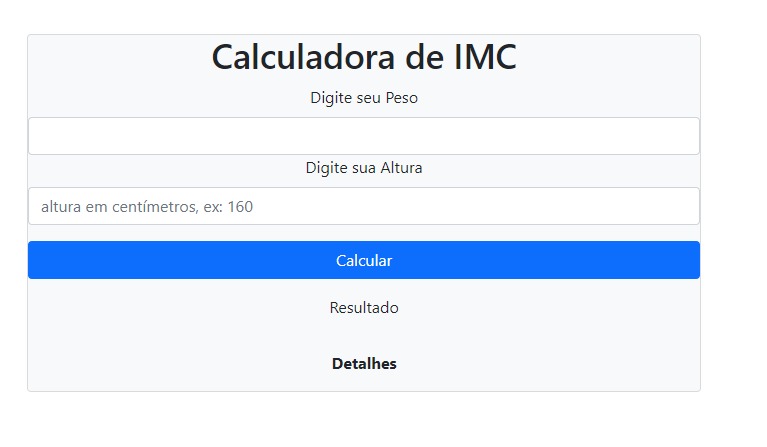 Calculadora de IMC
Digite seu Peso
Digite sua Altura
altura em centímetros, ex: 160
Calcular
Resultado
Detalhes